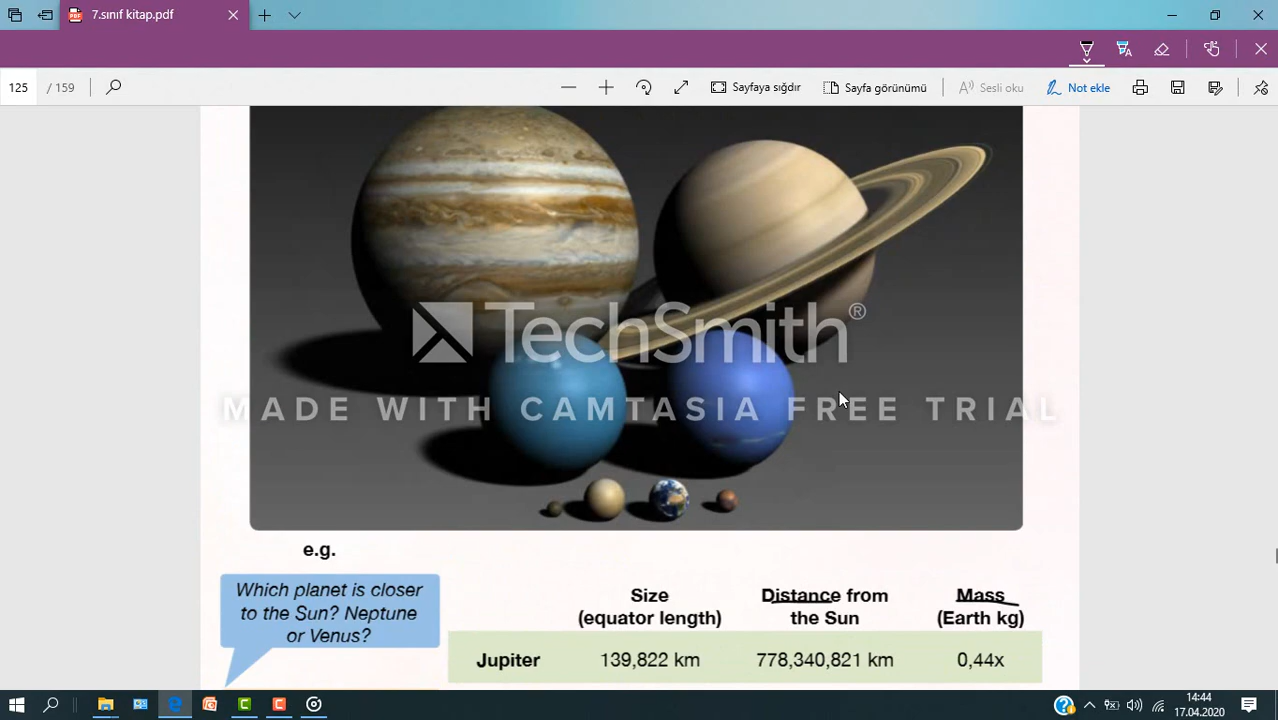 7.sınıf kitap.pdf
125 / 159
Sayfaya sığdır
Sayfa görünümü
A Sesli oku
Not ekle
TechSmith®
MADE WITH CAMTASIA FREE TRIAL
e.g.
Which planet is closer
to the Sun? Neptune
or Venus?
Size
(equator length)
Distance from
the Sun
Mass
(Earth kg)
Jupiter 139,822 km 778,340,821 km 0,44x
14:44
17.04.2020